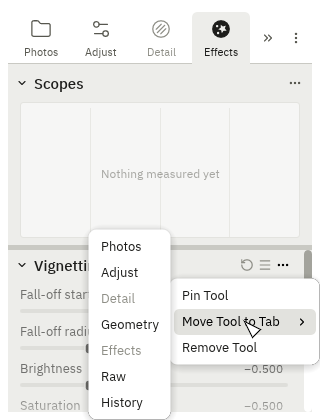 Photos Adjust Detail Effects
Scopes
Nothing measured yet
Vignetti
Fall-off star
Fall-off radiu
Brightness −0.500
Saturation −0.500
Photos
Adjust
Detail
Geometry
Effects
Raw
History
Pin Tool
Move Tool to Tab
Remove Tool